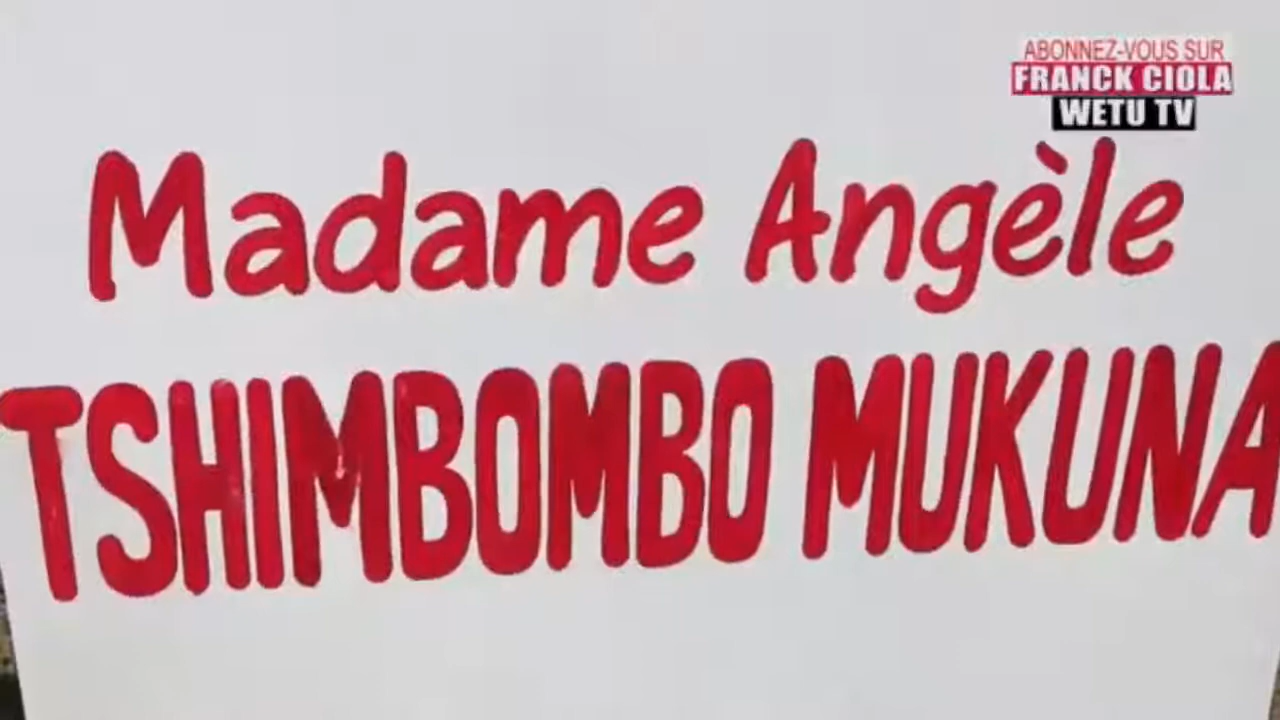 ABONNEZ-VOUS SUR
FRANCK CIOLA
WETU TV
Madame Angèle
TSHIMBOMBO MUKUNA